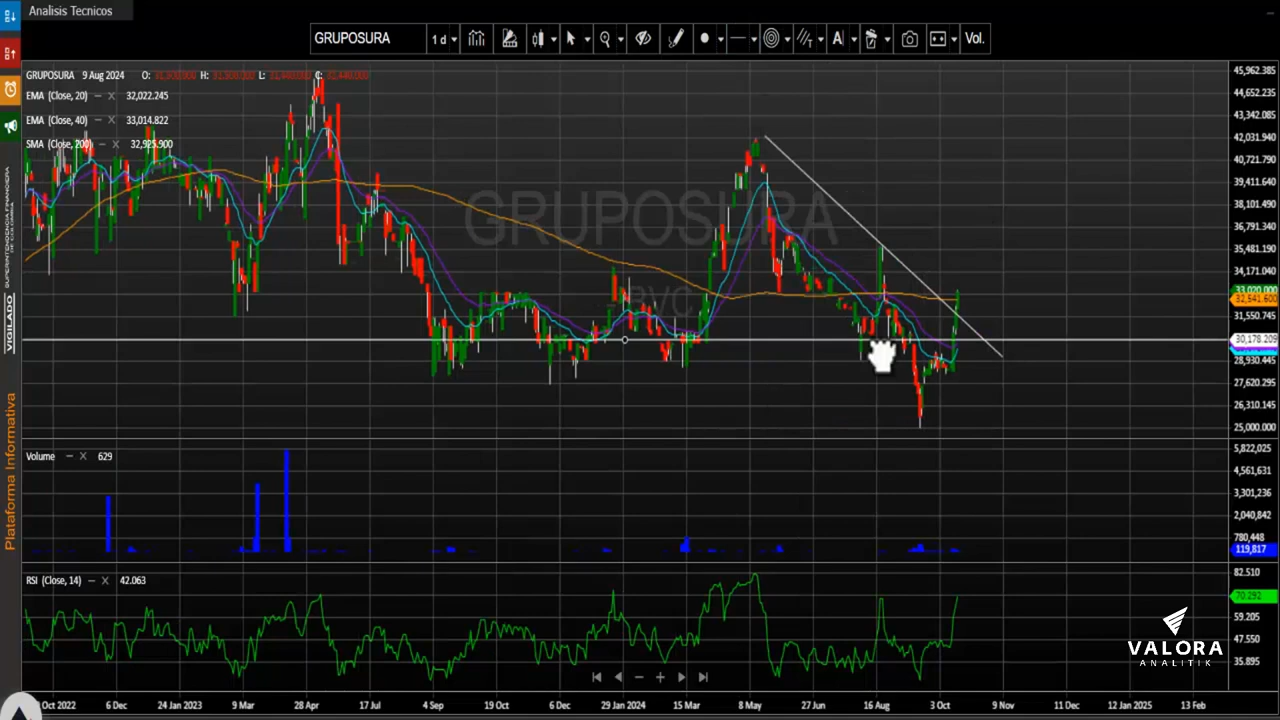 Analisis Tecnicos
GRUPOSURA
1 d
A
Vol.
GRUPOSURA 9 Aug 2024 O: H: L: C:
EMA (Close, 20) — X 32,022.245
EMA (Close, 40) — X 33,014.822
SMA (Close, 200) — X 32,925.900
GRUPOSURA
BVC
45,962.385
44,652.235
43,342.085
42,031.940
40,721.790
39,411.640
38,101.490
36,791.340
35,481.190
34,171.040
33,020.000
32,541.600
31,550.745
30,178.209
28,930.445
27,620.295
26,310.145
25,000.000
Volume — X 629
5,822,025
4,561,631
3,301,236
2,040,842
780,448
119,817
RSI (Close, 14) — X 42.063
82.510
70.292
59.205
47.550
35.895
VALORA
ANALITIK
Oct 2022 6 Dec 24 Jan 2023 9 Mar 28 Apr 17 Jul 4 Sep 19 Oct 6 Dec 29 Jan 2024 15 Mar 8 May 27 Jun 16 Aug 3 Oct 9 Nov 11 Dec 12 Jan 2025 13 Feb
Plataforma Informativa
VIGILADO
SUPERINTENDENCIA FINANCIERA
DE COLOMBIA